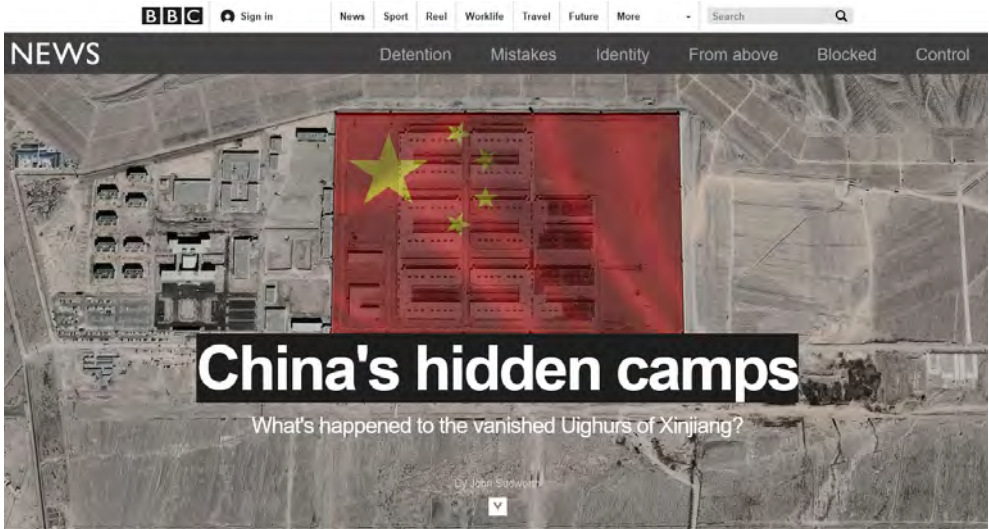 BBC Sign in News Sport Reel Worklife Travel Future More Search
NEWS Detention Mistakes Identity From above Blocked Control
China's hidden camps
What's happened to the vanished Uighurs of Xinjiang?
By John Sudworth